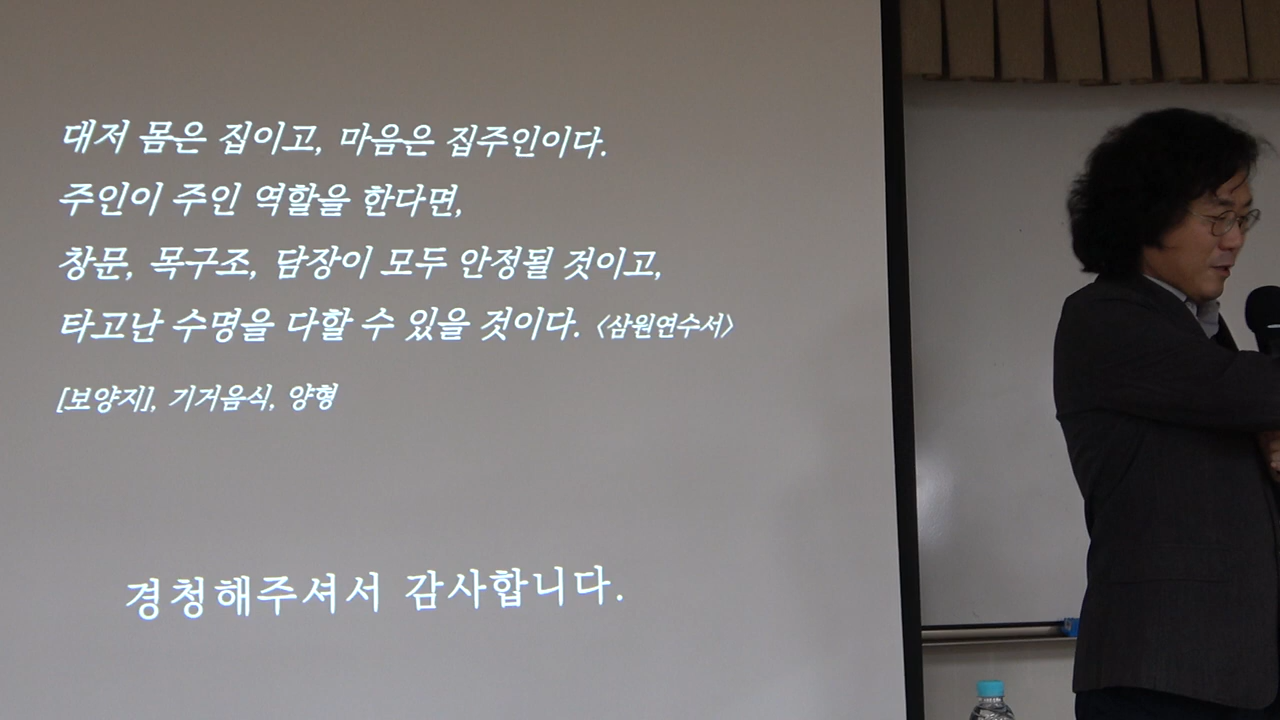 대저 몸은 집이고, 마음은 집주인이다.
주인이 주인 역할을 한다면,
창문, 목구조, 담장이 모두 안정될 것이고,
타고난 수명을 다할 수 있을 것이다. <삼원연수서>
[보양지], 기거음식, 양형
경청해주셔서 감사합니다.